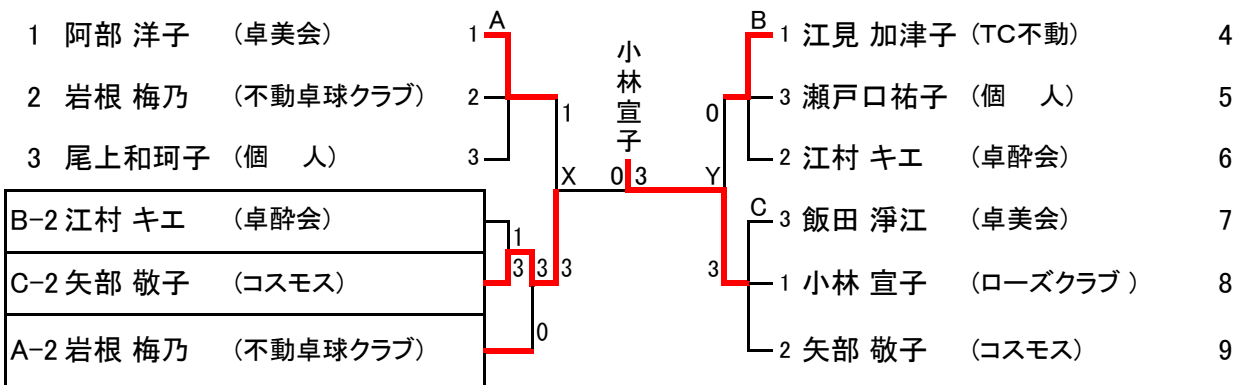 A
B
1 阿部 洋子 (卓美会) 1
1 江見 加津子 (TC不動) 4
小林宣子
2 岩根 梅乃 (不動卓球クラブ) 2
1
0
3 瀬戸口祐子 (個 人) 5
3 尾上和珂子 (個 人) 3
2 江村 キエ (卓酔会) 6
X
0 3
Y
B-2 江村 キエ (卓酔会)
1
C
3 飯田 淨江 (卓美会) 7
C-2 矢部 敬子 (コスモス)
3 3 3
3
1 小林 宣子 (ローズクラブ ) 8
A-2 岩根 梅乃 (不動卓球クラブ)
0
2 矢部 敬子 (コスモス) 9